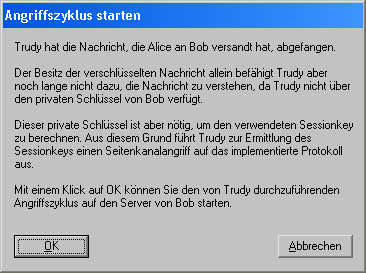 Angriffszyklus starten
Trudy hat die Nachricht, die Alice an Bob versandt hat, abgefangen.
Der Besitz der verschlüsselten Nachricht allein befähigt Trudy aber
noch lange nicht dazu, die Nachricht zu verstehen, da Trudy nicht über
den privaten Schlüssel von Bob verfügt.
Dieser private Schlüssel ist aber nötig, um den verwendeten Sessionkey
zu berechnen. Aus diesem Grund führt Trudy zur Ermittlung des
Sessionkeys einen Seitenkanalangriff auf das implementierte Protokoll
aus.
Mit einem Klick auf OK können Sie den von Trudy durchzuführenden
Angriffszyklus auf den Server von Bob starten.
OK
Abbrechen